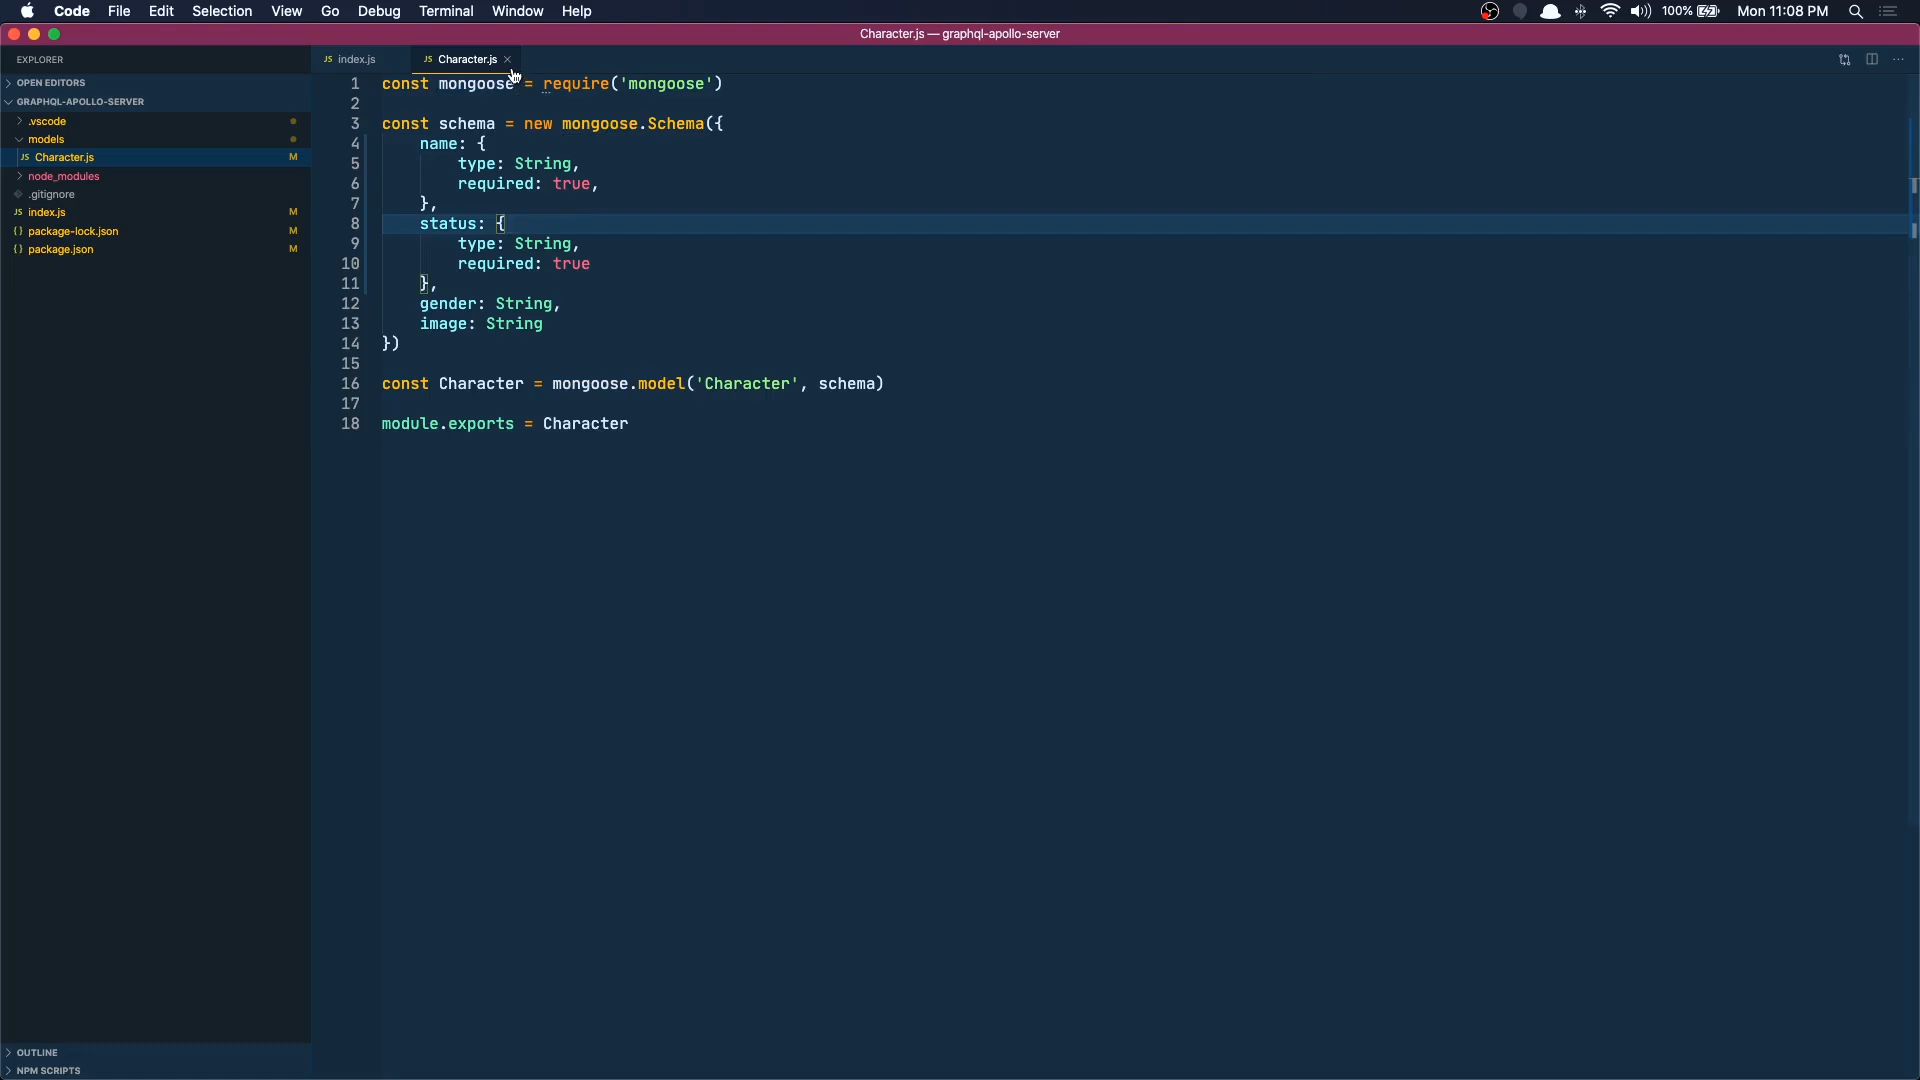 Code File Edit Selection View Go Debug Terminal Window Help 100% Mon 11:08 PM
Character.js — graphql-apollo-server
EXPLORER
OPEN EDITORS
GRAPHQL-APOLLO-SERVER
.vscode
models
JS Character.js M
node_modules
.gitignore
JS index.js M
{} package-lock.json M
{} package.json M
OUTLINE
NPM SCRIPTS
JS index.js JS Character.js ×
1 const mongoose = require('mongoose')
2
3 const schema = new mongoose.Schema({
4 name: {
5 type: String,
6 required: true,
7 },
8 status: {
9 type: String,
10 required: true
11 },
12 gender: String,
13 image: String
14 })
15
16 const Character = mongoose.model('Character', schema)
17
18 module.exports = Character